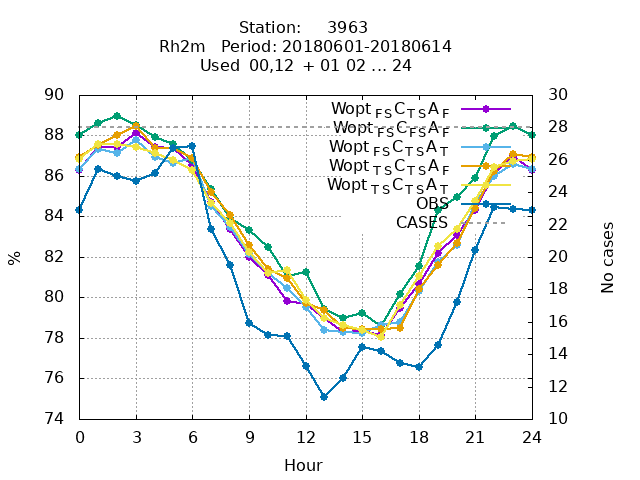 Station: 3963
Rh2m Period: 20180601-20180614
Used 00,12 + 01 02 ... 24
90 30
88 28
86 26
84 24
82 22
80 20
78 18
76 16
74 14
12
10
Wopt FS C TS A F
Wopt FS C FS A F
Wopt FS C TS A T
Wopt TS C TS A F
Wopt TS C TS A T
OBS
CASES
%
No cases
0 3 6 9 12 15 18 21 24
Hour